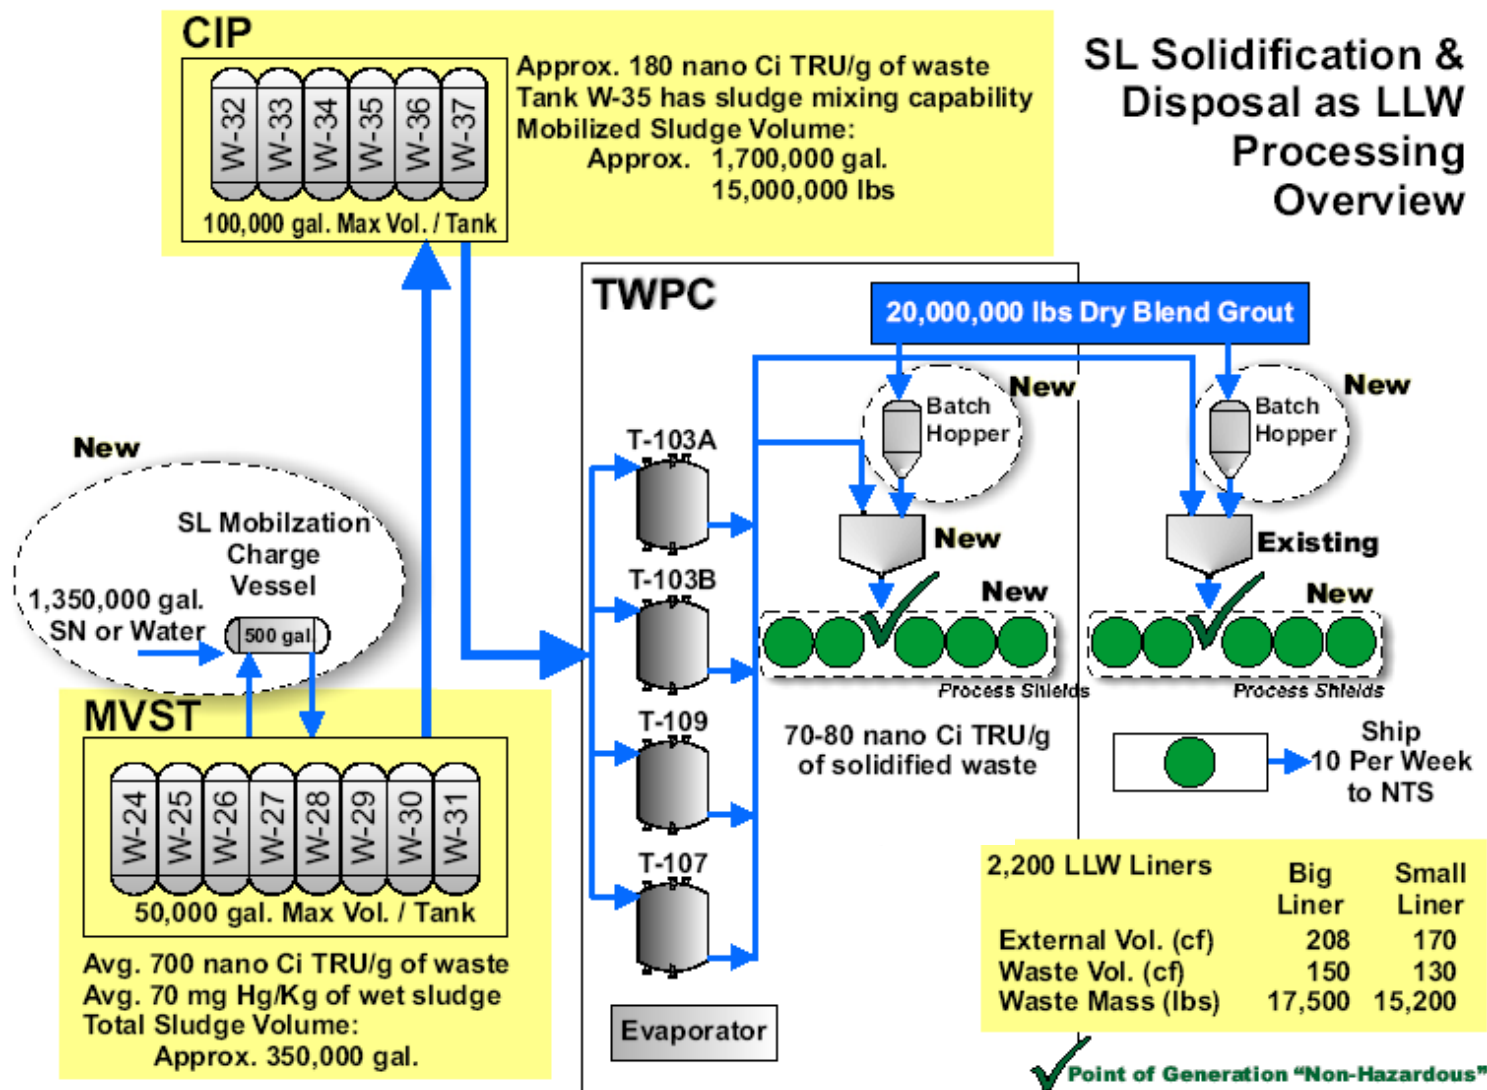 SL Solidification &
Disposal as LLW
Processing
Overview
CIP
W-32
W-33
W-34
W-35
W-36
W-37
100,000 gal. Max Vol. / Tank
Approx. 180 nano Ci TRU/g of waste
Tank W-35 has sludge mixing capability
Mobilized Sludge Volume:
Approx. 1,700,000 gal.
15,000,000 lbs
New
SL Mobilzation
Charge
Vessel
1,350,000 gal.
SN or Water
500 gal.
MVST
W-24
W-25
W-26
W-27
W-28
W-29
W-30
W-31
50,000 gal. Max Vol. / Tank
Avg. 700 nano Ci TRU/g of waste
Avg. 70 mg Hg/Kg of wet sludge
Total Sludge Volume:
Approx. 350,000 gal.
TWPC
20,000,000 lbs Dry Blend Grout
T-103A
T-103B
T-109
T-107
Evaporator
New
Batch
Hopper
New
New
Process Shields
70-80 nano Ci TRU/g
of solidified waste
New
Batch
Hopper
Existing
New
Process Shields
Ship
10 Per Week
to NTS
2,200 LLW Liners
Big Liner
Small Liner
External Vol. (cf) 208 170
Waste Vol. (cf) 150 130
Waste Mass (lbs) 17,500 15,200
Point of Generation “Non-Hazardous”